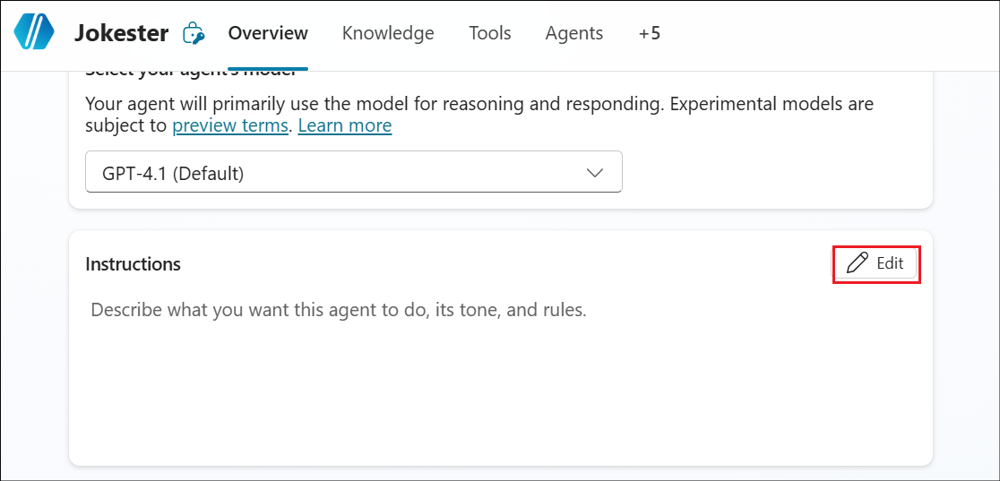 Jokester Overview Knowledge Tools Agents +5
Select your agent's model
Your agent will primarily use the model for reasoning and responding. Experimental models are
subject to preview terms. Learn more
GPT-4.1 (Default)
Instructions
Edit
Describe what you want this agent to do, its tone, and rules.